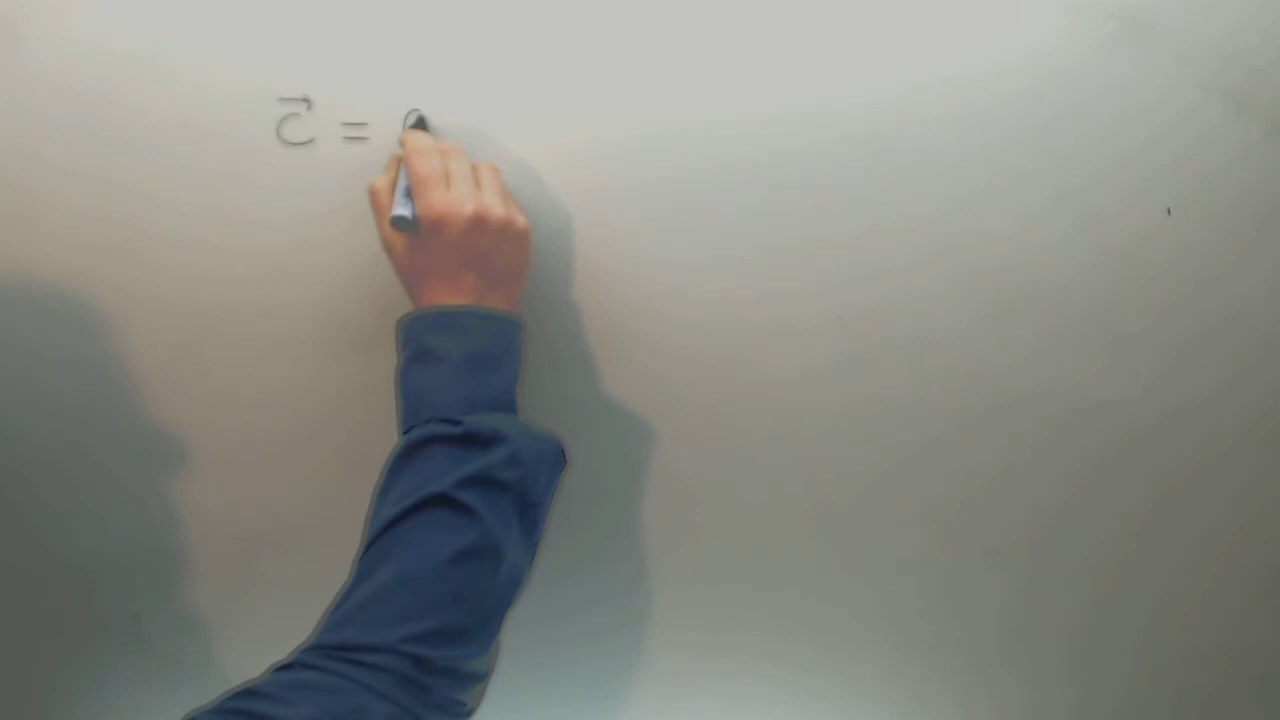 c⃗ =